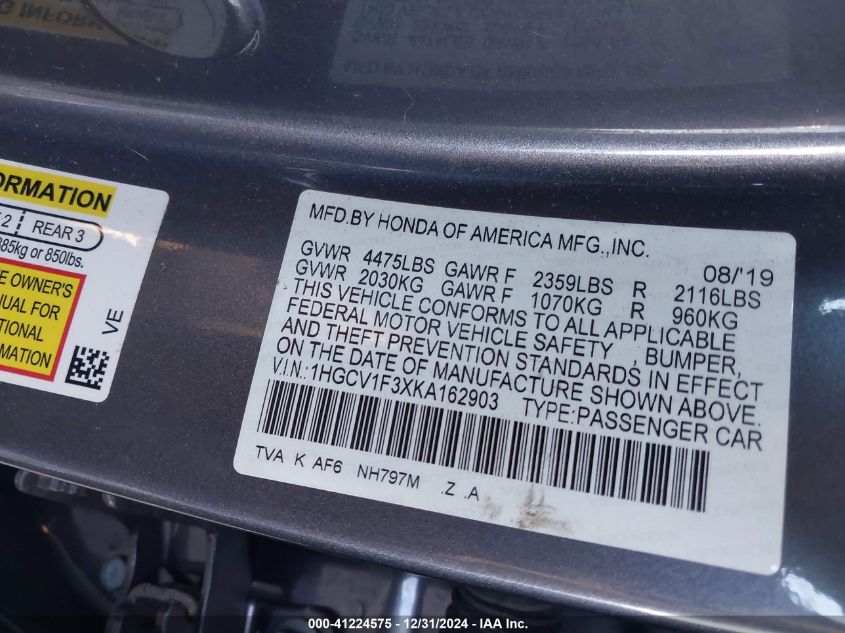 ORMATION
2 REAR 3
385kg or 850lbs.
E OWNER'S
NUAL FOR
TIONAL
RMATION
VE
MFD.BY HONDA OF AMERICA MFG.,INC.
08/'19
GVWR 4475LBS GAWR F 2359LBS R 2116LBS
GVWR 2030KG GAWR F 1070KG R 960KG
THIS VEHICLE CONFORMS TO ALL APPLICABLE
FEDERAL MOTOR VEHICLE SAFETY, BUMPER,
AND THEFT PREVENTION STANDARDS IN EFFECT
ON THE DATE OF MANUFACTURE SHOWN ABOVE.
V.I.N.: 1HGCV1F3XKA162903 TYPE:PASSENGER CAR
TVA K AF6 NH797M .Z .A
000-41224575 - 12/31/2024 - IAA Inc.